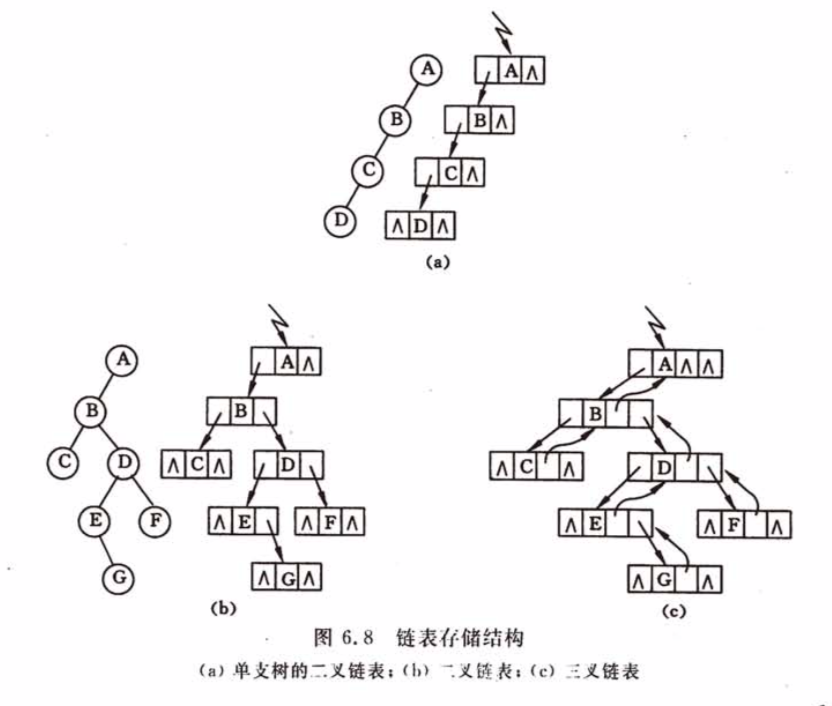 A
A ∧
B
B ∧
C
C ∧
D
∧ D ∧
(a)
A
A ∧
B
B
C
D
∧ C ∧
D
E
F
∧ E
∧ F ∧
G
∧ G ∧
(b)
A ∧ ∧
B
∧ C ∧
D
∧ E
∧ F ∧
∧ G ∧
(c)
图 6.8 链表存储结构
(a) 单支树的二叉链表; (b) 二叉链表; (c) 三叉链表